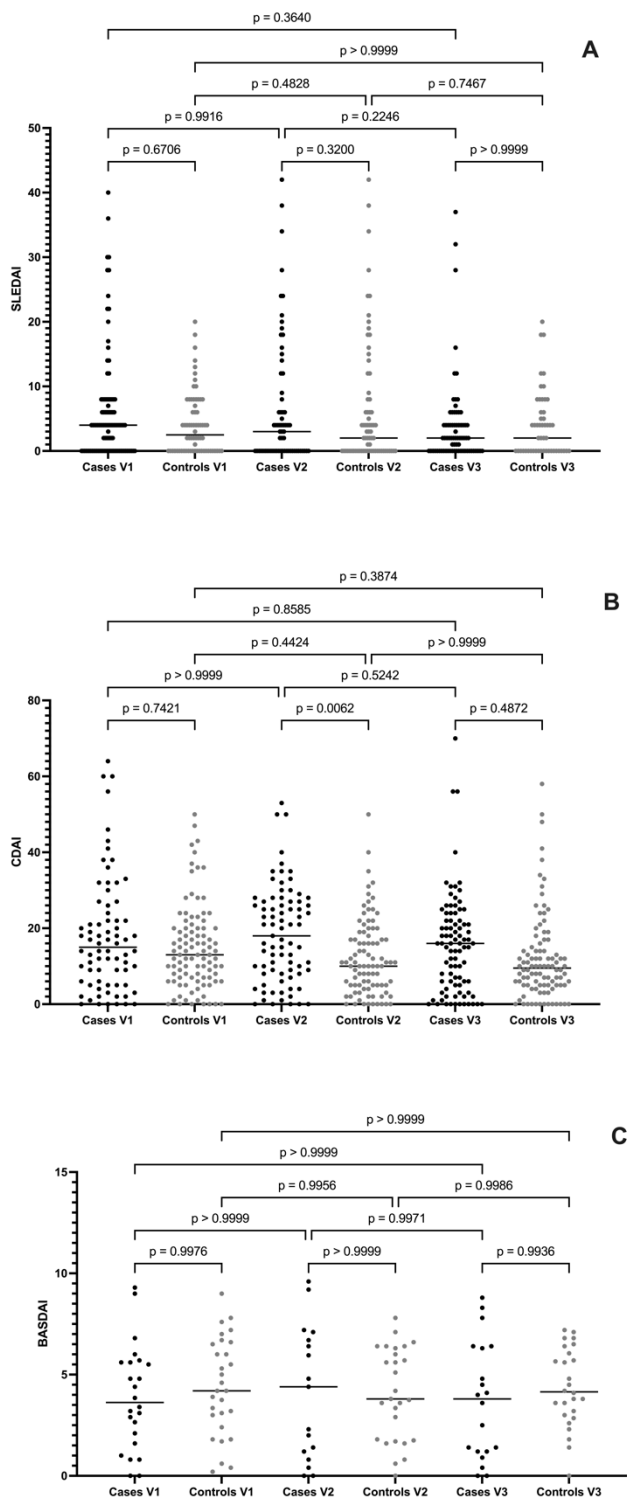 p = 0.3640
A
p > 0.9999
p = 0.4828
p = 0.7467
p = 0.9916
p = 0.2246
p = 0.6706
p = 0.3200
p > 0.9999
50
40
30
20
10
0
SLEDAI
Cases V1
Controls V1
Cases V2
Controls V2
Cases V3
Controls V3
p = 0.3874
B
p = 0.8585
p = 0.4424
p > 0.9999
p > 0.9999
p = 0.5242
p = 0.7421
p = 0.0062
p = 0.4872
80
60
40
20
0
CDAI
Cases V1
Controls V1
Cases V2
Controls V2
Cases V3
Controls V3
p > 0.9999
C
p > 0.9999
p = 0.9956
p = 0.9986
p > 0.9999
p = 0.9971
p = 0.9976
p > 0.9999
p = 0.9936
15
10
5
0
BASDAI
Cases V1
Controls V1
Cases V2
Controls V2
Cases V3
Controls V3